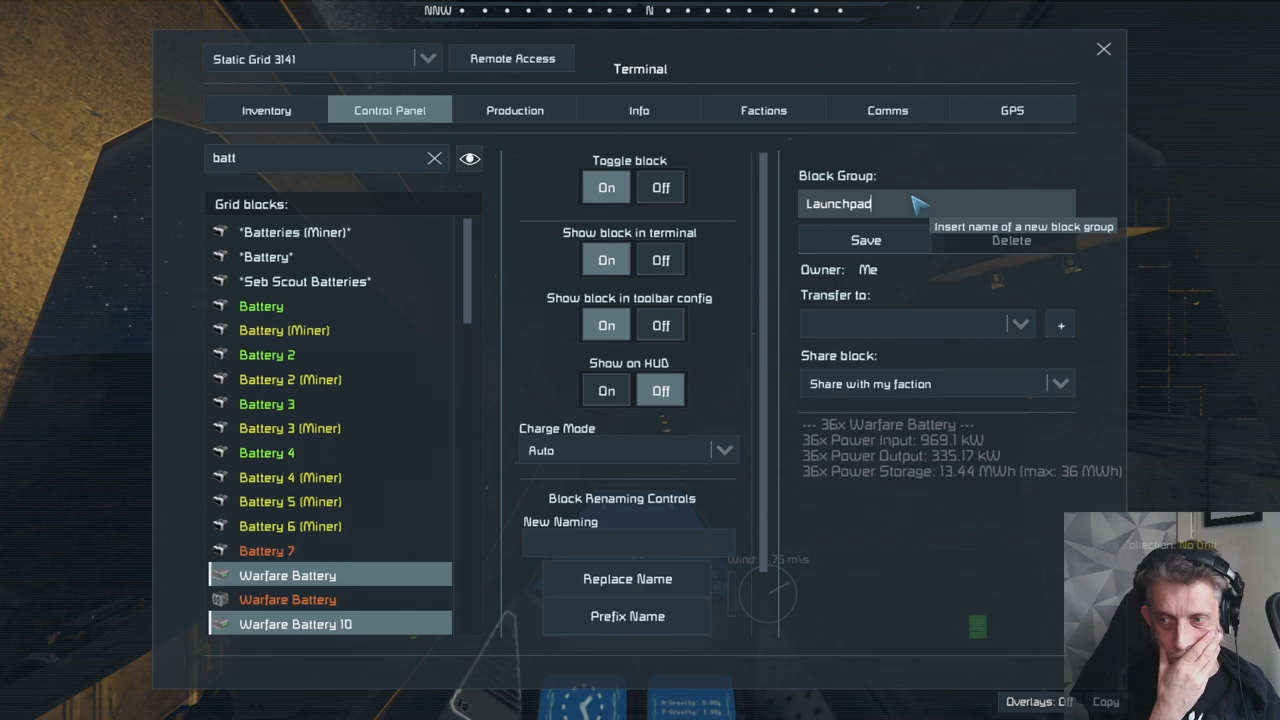 NNW
N
Static Grid 3141
Remote Access
Terminal
Inventory
Control Panel
Production
Info
Factions
Comms
GPS
batt
Grid blocks:
*Batteries (Miner)*
*Battery*
*Seb Scout Batteries*
Battery
Battery (Miner)
Battery 2
Battery 2 (Miner)
Battery 3
Battery 3 (Miner)
Battery 4
Battery 4 (Miner)
Battery 5 (Miner)
Battery 6 (Miner)
Battery 7
Warfare Battery
Warfare Battery
Warfare Battery 10
Toggle block
On Off
Show block in terminal
On Off
Show block in toolbar config
On Off
Show on HUD
On Off
Charge Mode
Auto
Block Renaming Controls
New Naming
Replace Name
Prefix Name
Block Group:
Launchpad
Insert name of a new block group
Save
Delete
Owner: Me
Transfer to:
+
Share block:
Share with my faction
--- 36x Warfare Battery ---
36x Power Input: 969.1 kW
36x Power Output: 335.17 kW
36x Power Storage: 13.44 MWh (max: 36 MWh)
Overlays: Off
Copy